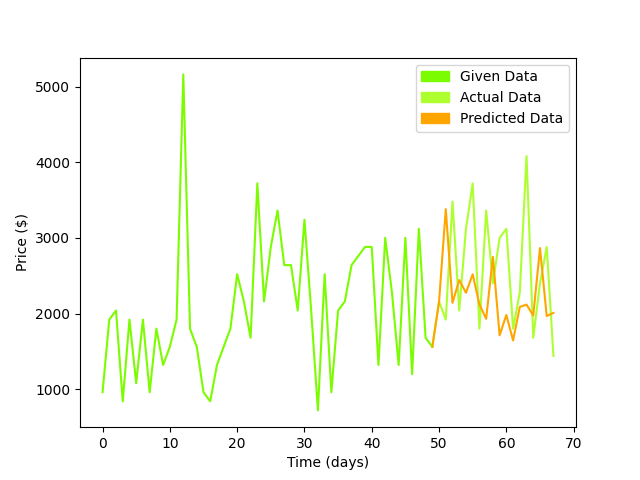 Given Data
Actual Data
Predicted Data
5000
4000
3000
2000
1000
Price ($)
0 10 20 30 40 50 60 70
Time (days)